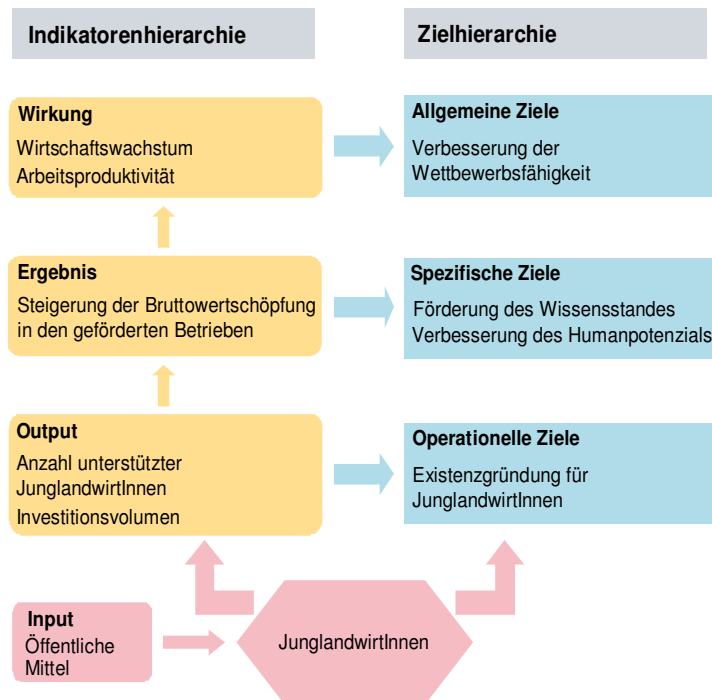 Indikatorenhierarchie
Zielhierarchie
Wirkung
Wirtschaftswachstum
Arbeitsproduktivität
Allgemeine Ziele
Verbesserung der
Wettbewerbsfähigkeit
Ergebnis
Steigerung der Bruttowertschöpfung
in den geförderten Betrieben
Spezifische Ziele
Förderung des Wissensstandes
Verbesserung des Humanpotenzials
Output
Anzahl unterstützter
JunglandwirtInnen
Investitionsvolumen
Operationelle Ziele
Existenzgründung für
JunglandwirtInnen
Input
Öffentliche
Mittel
JunglandwirtInnen